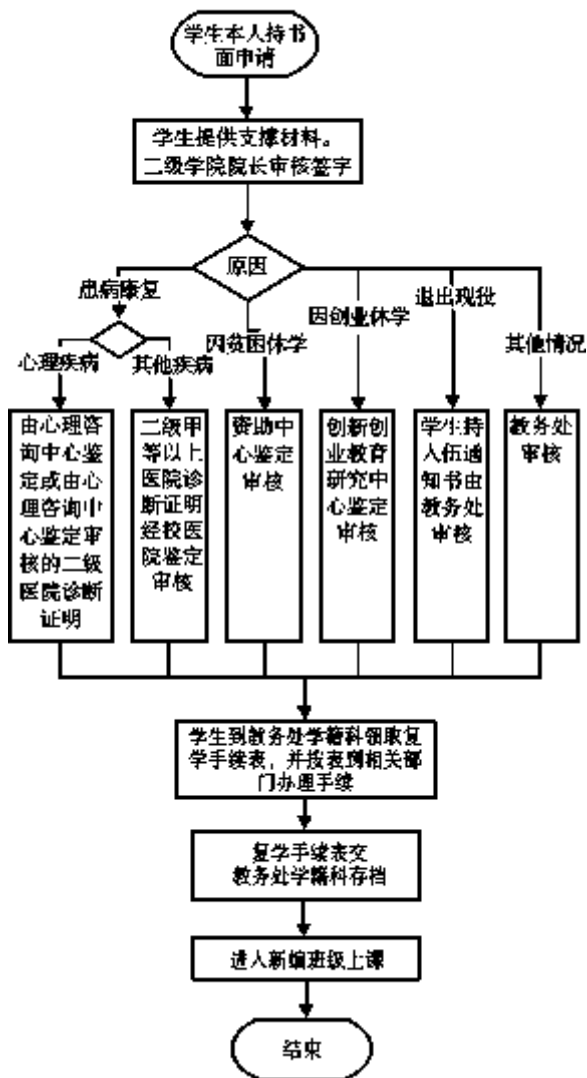 学生本人持书
面申请
学生提供支撑材料。
二级学院院长审核签字
原因
患病康复
因贫困休学
因创业休学
退出现役
其他情况
心理疾病
其他疾病
由心理咨
询中心鉴
定或由心
理咨询中
心鉴定审
核的二级
医院诊断
证明
二级甲
等以上
医院诊
断证明
经校医
院鉴定
审核
资助中
心鉴定
审核
创新创
业教育
研究中
心鉴定
审核
学生持
入伍通
知书由
教务处
审核
教务处
审核
学生到教务处学籍科领取复
学手续表，并按表到相关部
门办理手续
复学手续表交
教务处学籍科存档
进入新编班级上课
结束